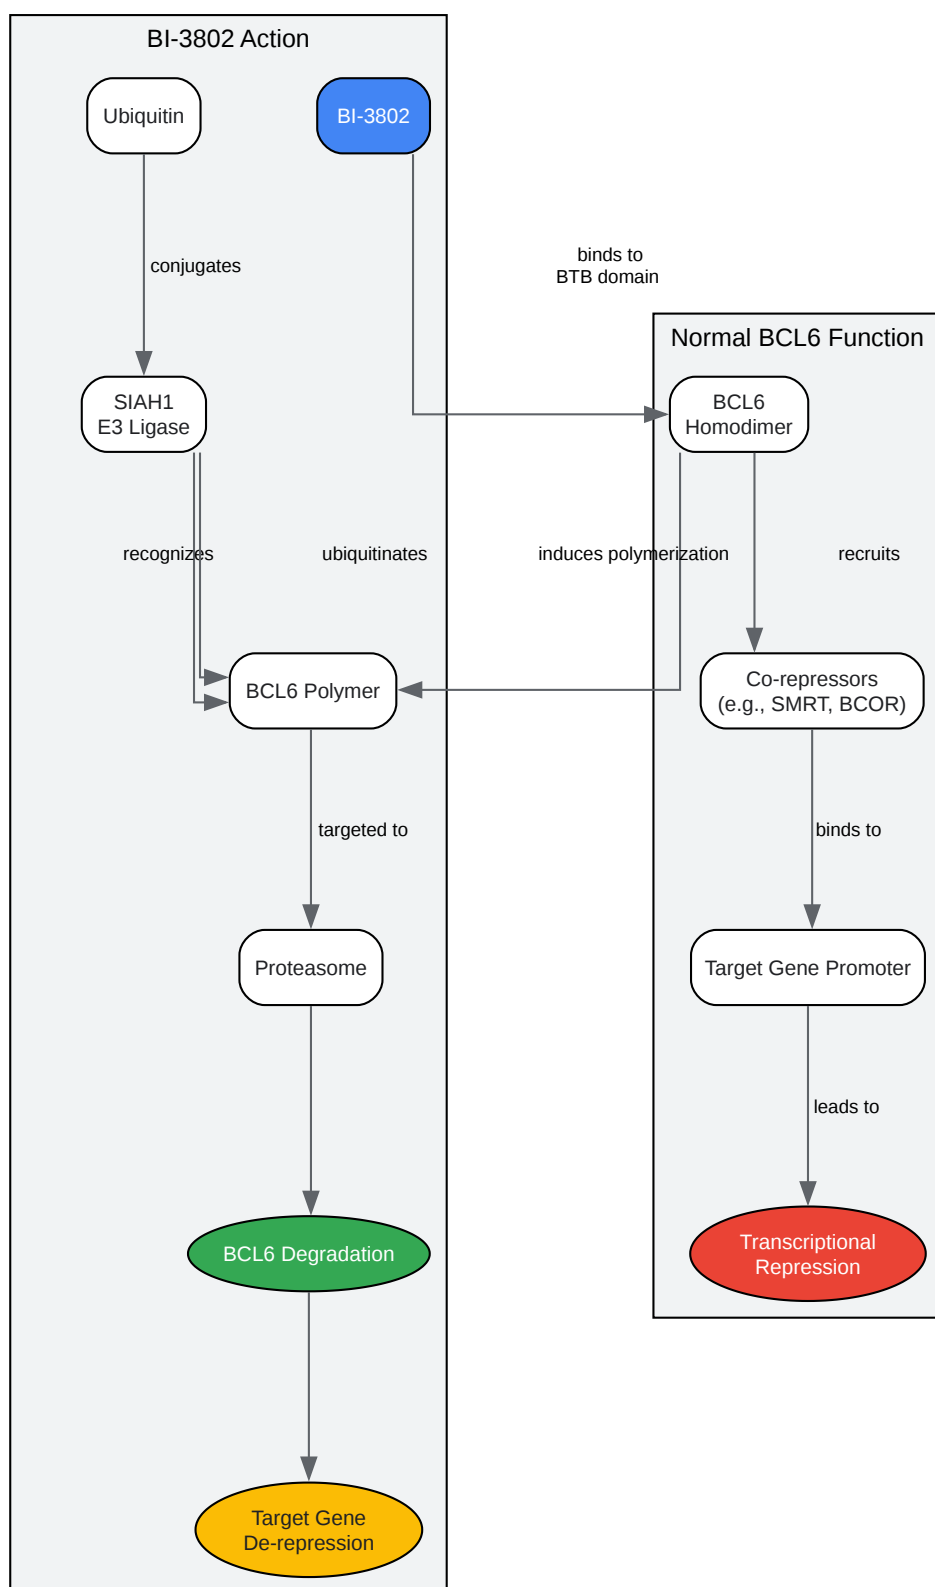 BI-3802 Action
Ubiquitin
BI-3802
conjugates
binds to
BTB domain
Normal BCL6 Function
SIAH1
E3 Ligase
BCL6
Homodimer
recognizes
ubiquitinates
induces polymerization
recruits
BCL6 Polymer
Co-repressors
(e.g., SMRT, BCOR)
targeted to
binds to
Proteasome
Target Gene Promoter
leads to
BCL6 Degradation
Transcriptional
Repression
Target Gene
De-repression